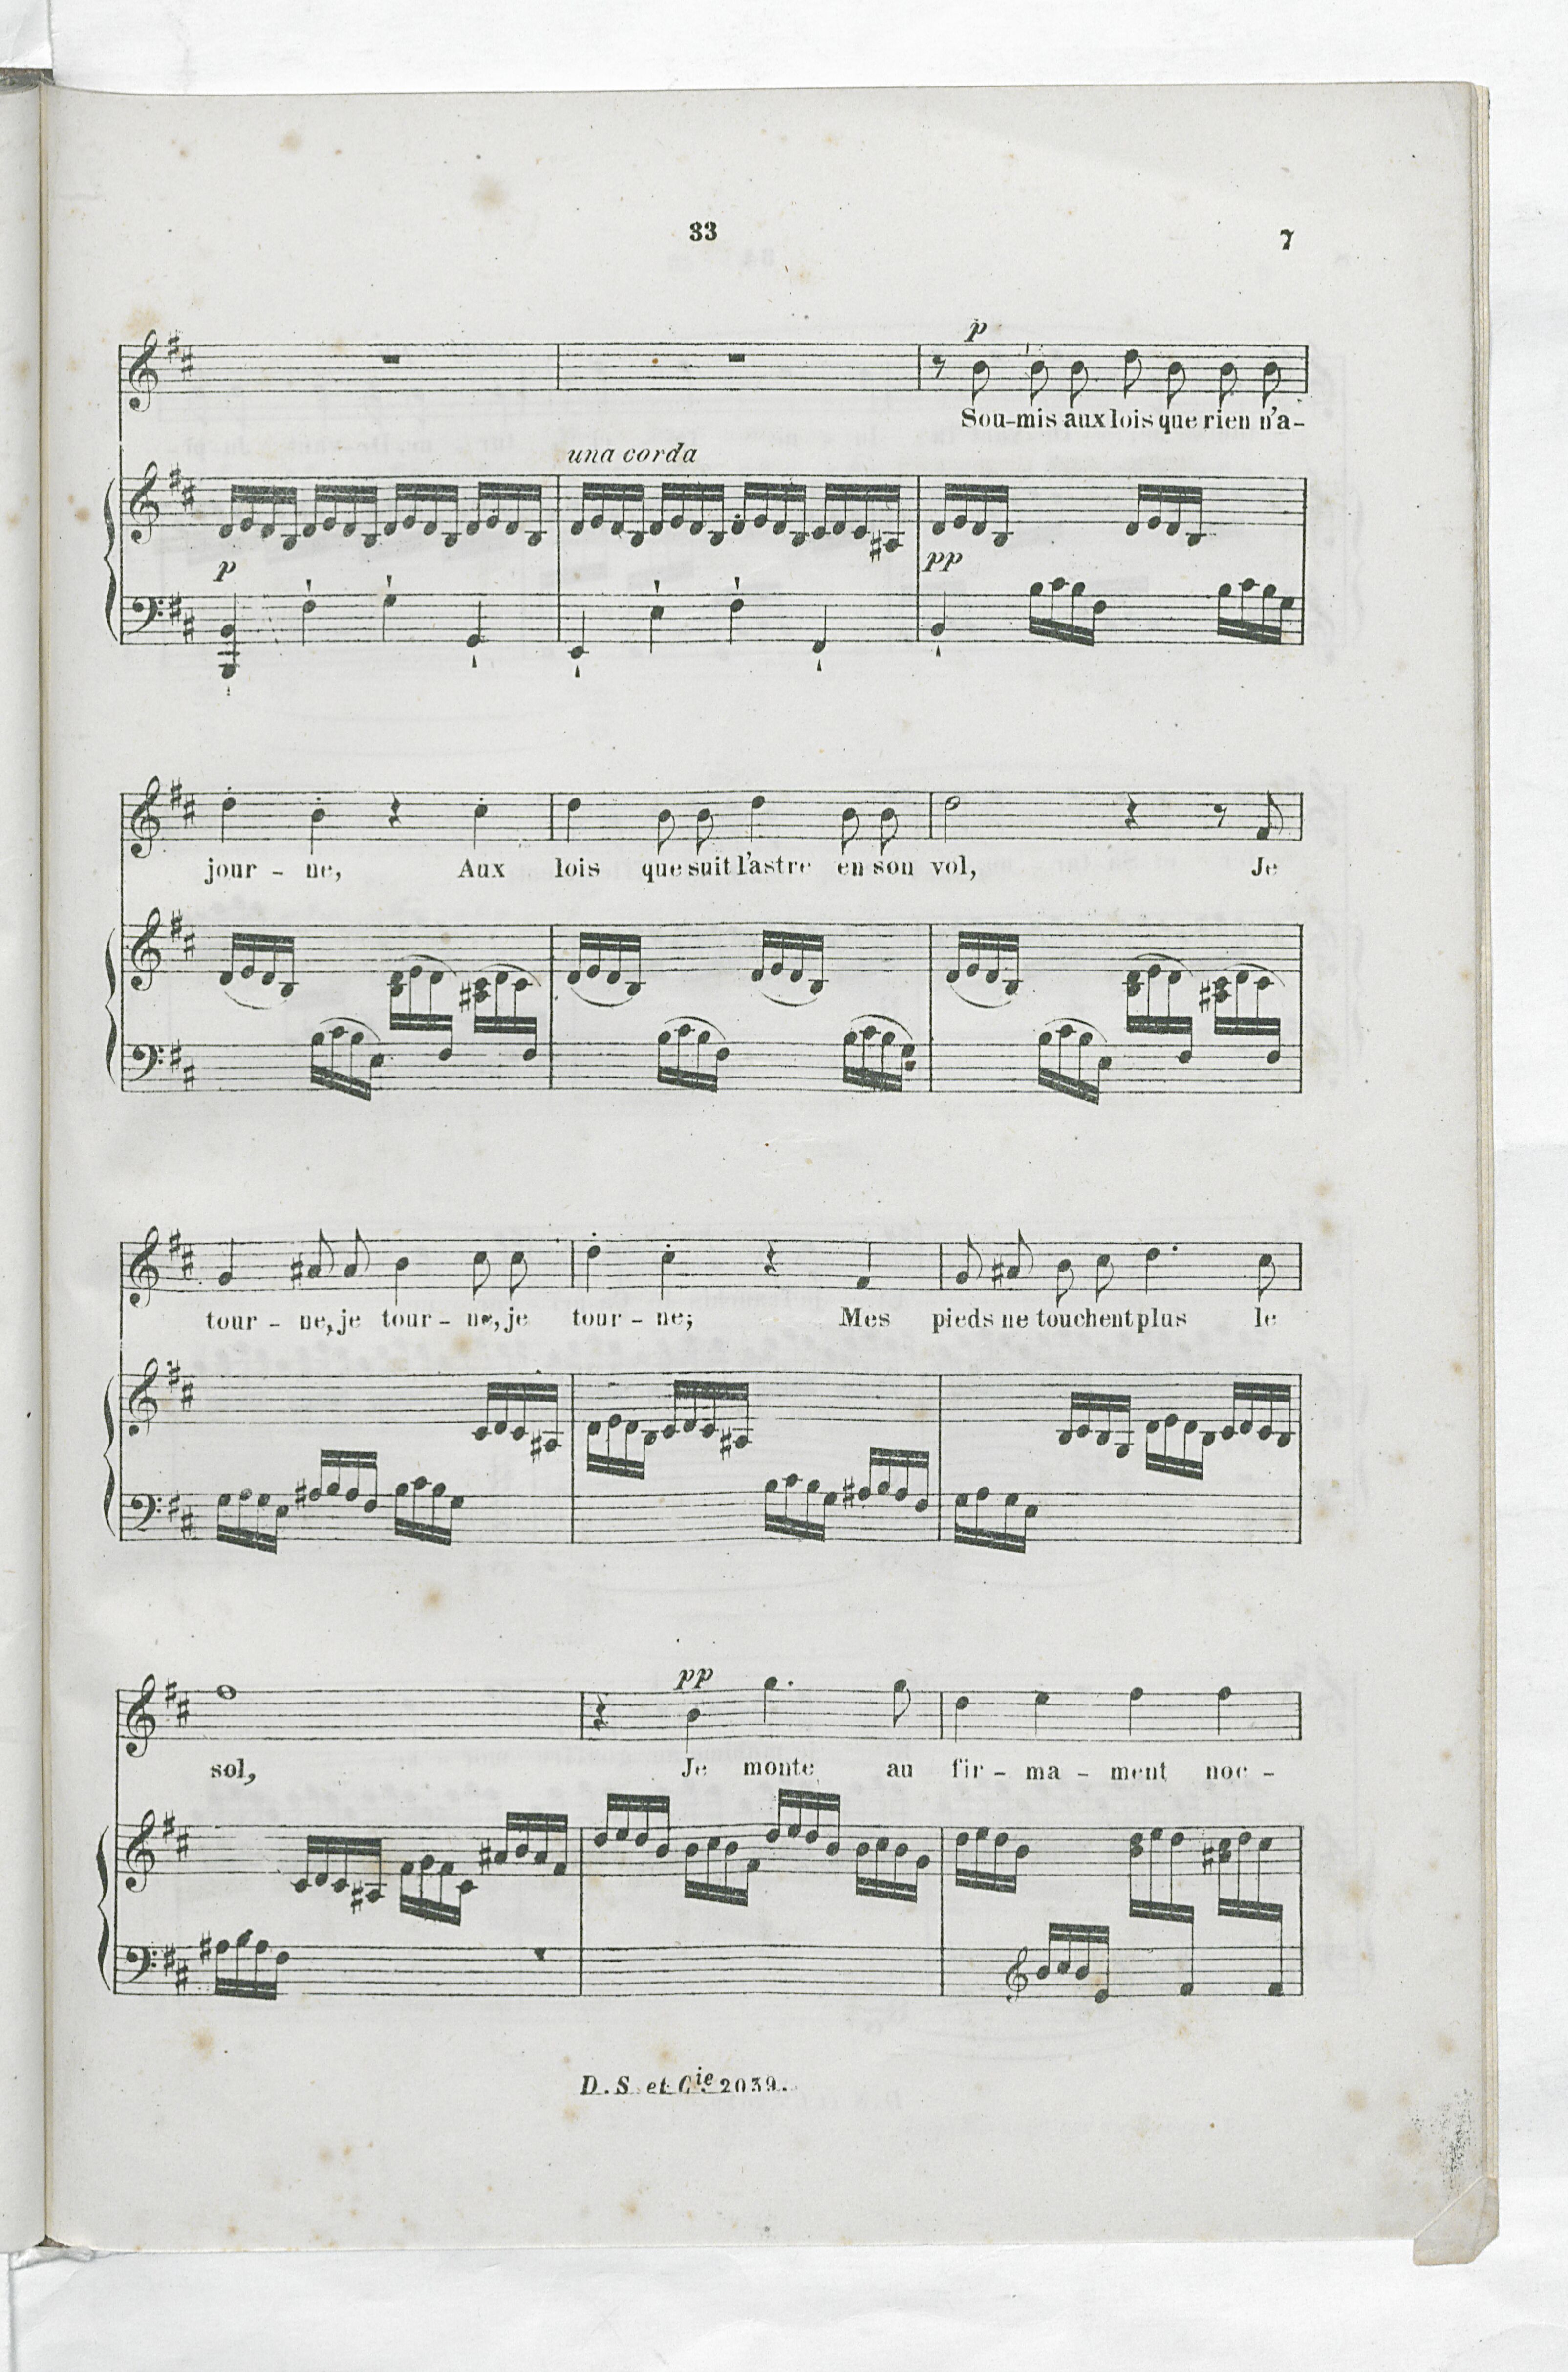 33 7
p
Sou-mis aux lois que rien n'a-
una corda
p pp
jour - ne, Aux lois que suit l'astre en son vol, Je
tour - ne, je tour - ne, je tour - ne; Mes pieds ne touchent plus le
pp
sol, Je monte au fir - ma - ment noc -
D. S. et Cie 2039.